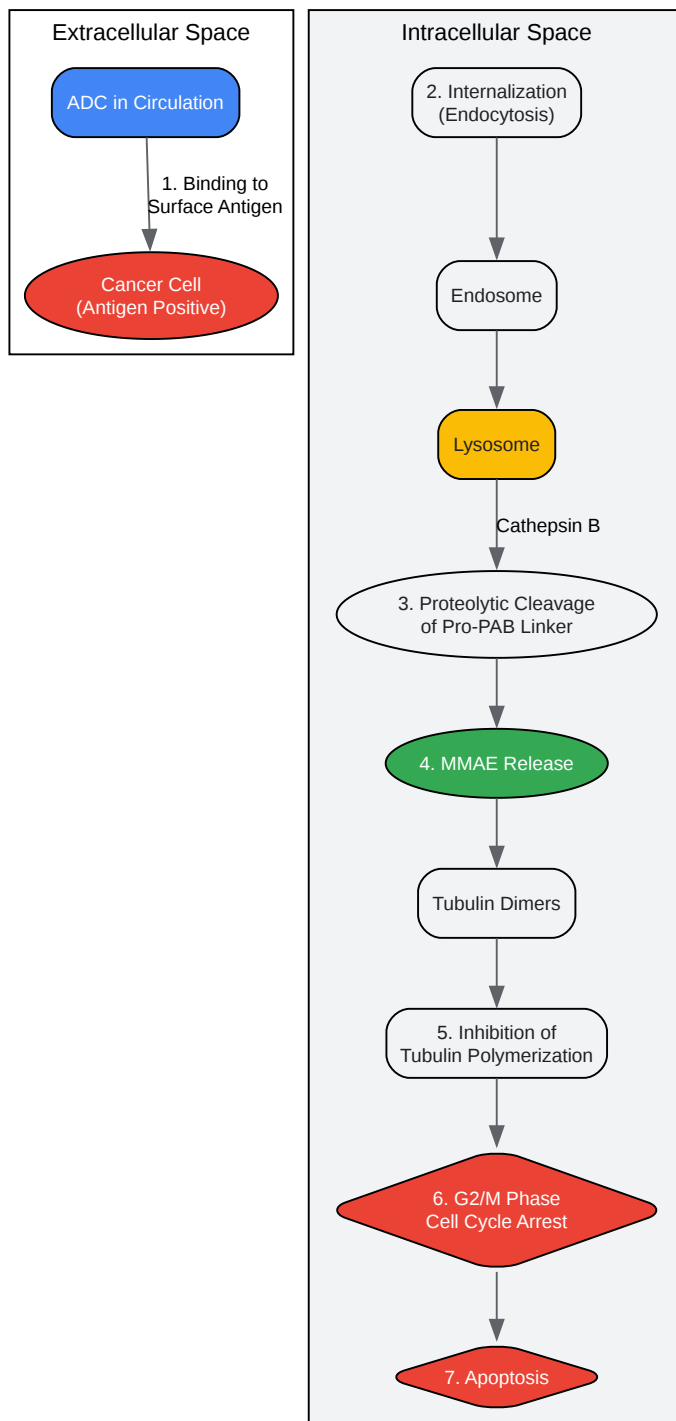 Extracellular Space
ADC in Circulation
1. Binding to
Surface Antigen
Cancer Cell
(Antigen Positive)
Intracellular Space
2. Internalization
(Endocytosis)
Endosome
Lysosome
Cathepsin B
3. Proteolytic Cleavage
of Pro-PAB Linker
4. MMAE Release
Tubulin Dimers
5. Inhibition of
Tubulin Polymerization
6. G2/M Phase
Cell Cycle Arrest
7. Apoptosis